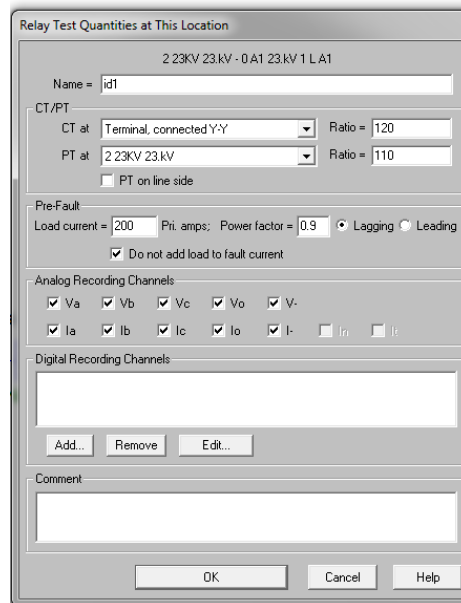 Relay Test Quantities at This Location
2 23KV 23.kV - 0 A1 23.kV 1 L A1
Name = id1
CT/PT
CT at Terminal, connected Y-Y Ratio = 120
PT at 2 23KV 23.kV Ratio = 110
PT on line side
Pre-Fault
Load current = 200 Pri. amps; Power factor = 0.9 Lagging Leading
Do not add load to fault current
Analog Recording Channels
Va Vb Vc Vo V-
Ia Ib Ic Io I- In
Digital Recording Channels
Add... Remove Edit...
Comment
OK Cancel Help